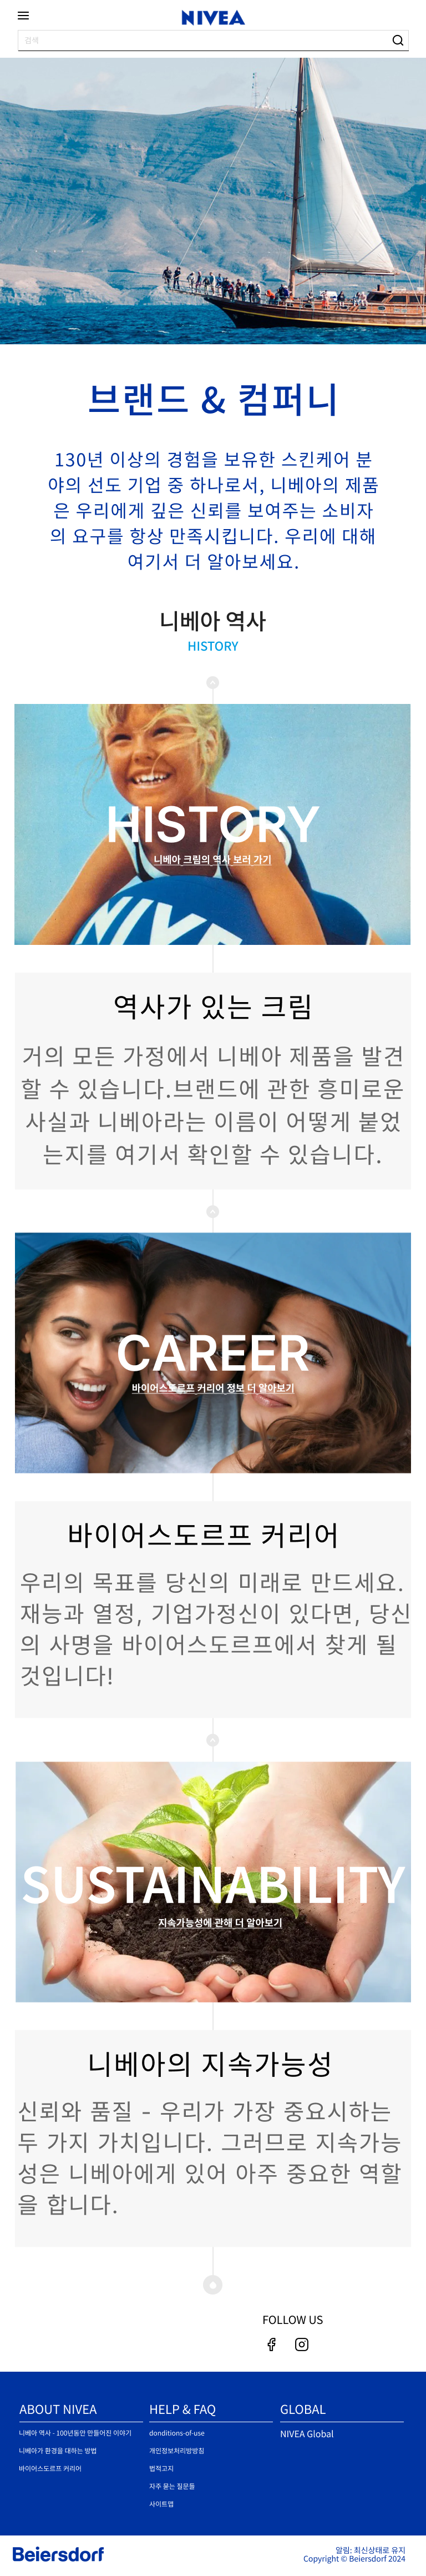 NIVEA
검색
브랜드 & 컴퍼니
130년 이상의 경험을 보유한 스킨케어 분
야의 선도 기업 중 하나로서, 니베아의 제품
은 우리에게 깊은 신뢰를 보여주는 소비자
의 요구를 항상 만족시킵니다. 우리에 대해
여기서 더 알아보세요.
니베아 역사
HISTORY
HISTORY
니베아 크림의 역사 보러 가기
NIVEA
역사가 있는 크림
거의 모든 가정에서 니베아 제품을 발견
할 수 있습니다.브랜드에 관한 흥미로운
사실과 니베아라는 이름이 어떻게 붙었
는지를 여기서 확인할 수 있습니다.
CAREER
바이어스도르프 커리어 정보 더 알아보기
바이어스도르프 커리어
우리의 목표를 당신의 미래로 만드세요.
재능과 열정, 기업가정신이 있다면, 당신
의 사명을 바이어스도르프에서 찾게 될
것입니다!
SUSTAINABILITY
지속가능성에 관해 더 알아보기
니베아의 지속가능성
신뢰와 품질 - 우리가 가장 중요시하는
두 가지 가치입니다. 그러므로 지속가능
성은 니베아에게 있어 아주 중요한 역할
을 합니다.
FOLLOW US
ABOUT NIVEA
니베아 역사 - 100년동안 만들어진 이야기
니베아가 환경을 대하는 방법
바이어스도르프 커리어
HELP & FAQ
donditions-of-use
개인정보처리방방침
법적고지
자주 묻는 질문들
사이트맵
GLOBAL
NIVEA Global
Beiersdorf
알림: 최신상태로 유지
Copyright © Beiersdorf 2024